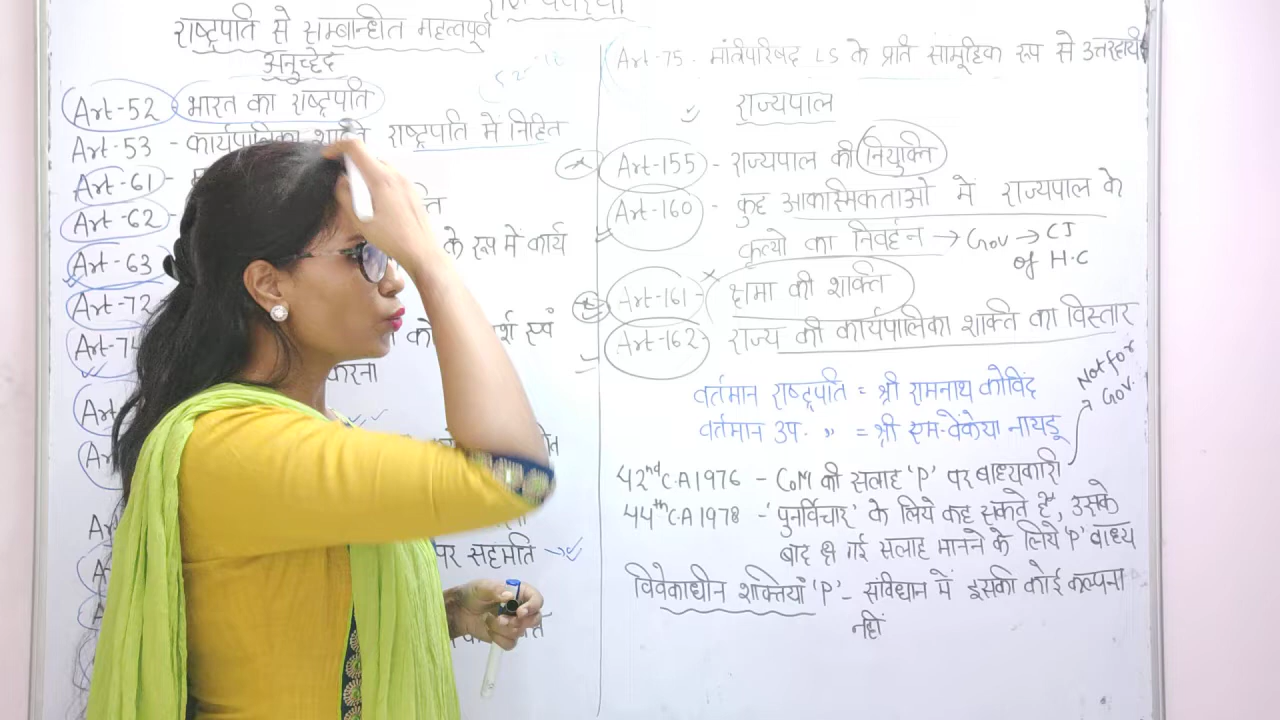 राष्ट्रपति से सम्बन्धित महत्वपूर्ण
अनुच्छेद
Art-52 भारत का राष्ट्रपति
Art-53 - कार्यपालिका शक्ति राष्ट्रपति में निहित
Art-61 -
Art-62 -
Art-63 के रूप में कार्य
Art-72
Art-74
करना
Art
Art
पर सहमति
Art-75. मंत्रिपरिषद LS के प्रति सामूहिक रूप से उत्तरदायी
राज्यपाल
Art-155 - राज्यपाल की नियुक्ति
Art-160 - कुछ आकस्मिकताओ में राज्यपाल के
कृत्यो का निर्वहन → Gov → CJ
of H.C
Art-161 - क्षमा की शक्ति
Art-162 - राज्य की कार्यपालिका शक्ति का विस्तार
वर्तमान राष्ट्रपति = श्री रामनाथ कोविंद
वर्तमान उप. " = श्री एम-वेंकैया नायडू
Not for
Gov.
42nd C.A 1976 - CoM की सलाह 'P' पर बाध्यकारी
44th C.A 1978 - 'पुनर्विचार' के लिये कह सकते हैं, उसके
बाद गई सलाह मानने के लिये 'P' बाध्य
विवेकाधीन शक्तियाँ 'P' - संविधान में इसकी कोई कल्पना
नहीं